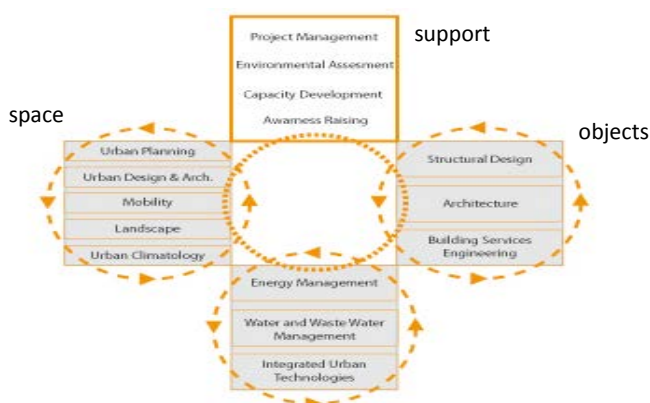 support
Project Management
Environmental Assesment
Capacity Development
Awarness Raising
space
Urban Planning
Urban Design & Arch.
Mobility
Landscape
Urban Climatology
objects
Structural Design
Architecture
Building Services
Engineering
Energy Management
Water and Waste Water
Management
Integrated Urban
Technologies